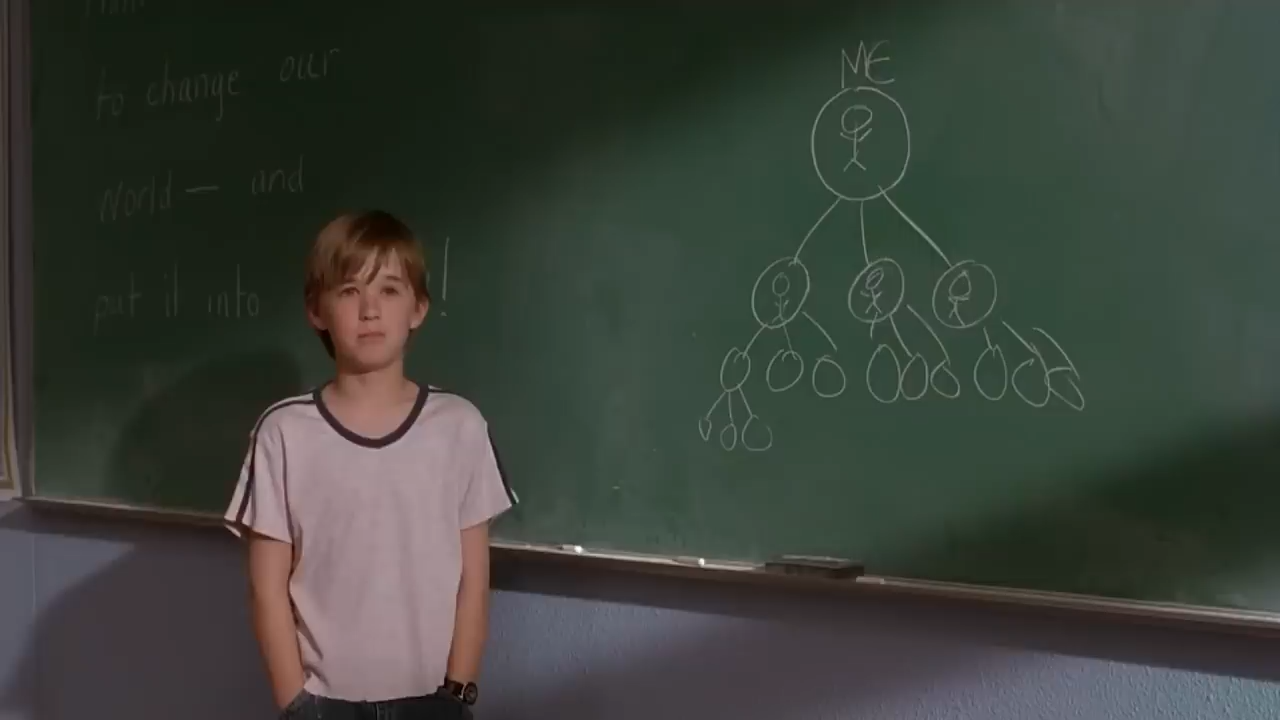 to change our
World — and
put it into !
ME